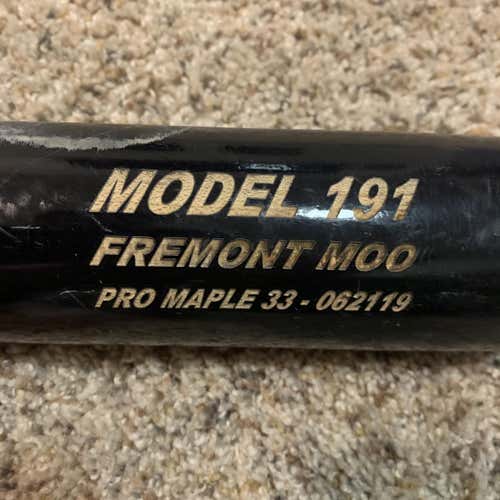 MODEL 191
FREMONT MOO
PRO MAPLE 33 - 062119